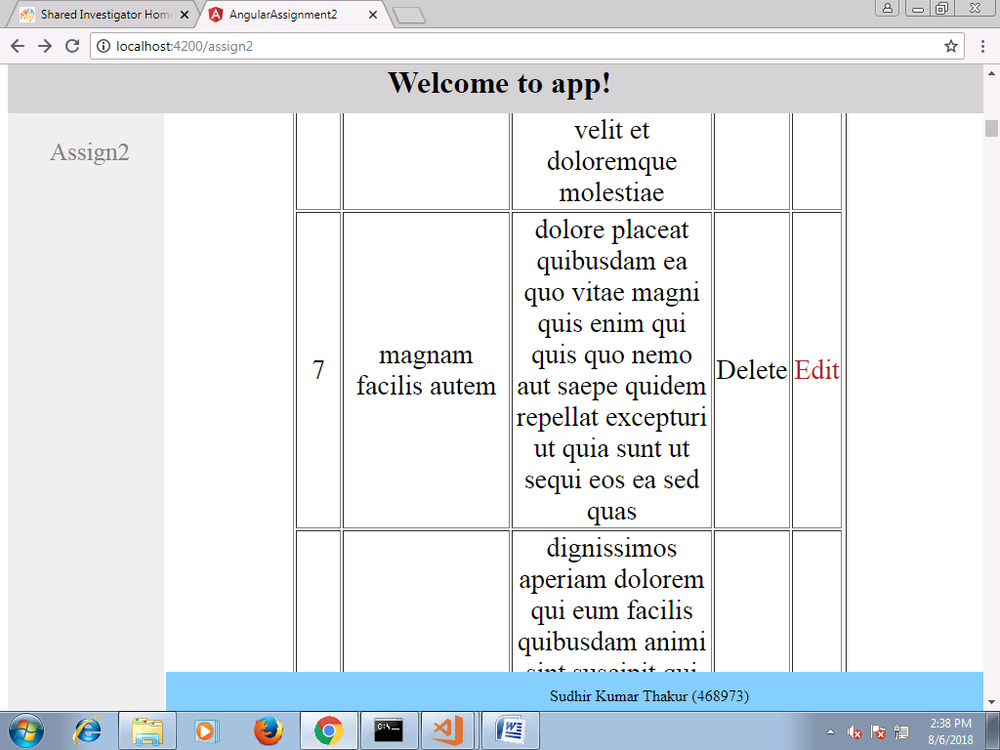 Shared Investigator Hom
AngularAssignment2
localhost:4200/assign2
Welcome to app!
Assign2
velit et
doloremque
molestiae
7
magnam
facilis autem
dolore placeat
quibusdam ea
quo vitae magni
quis enim qui
quis quo nemo
aut saepe quidem
repellat excepturi
ut quia sunt ut
sequi eos ea sed
quas
Delete
Edit
dignissimos
aperiam dolorem
qui eum facilis
quibusdam animi
sint suscipit qui
Sudhir Kumar Thakur (468973)
2:38 PM
8/6/2018